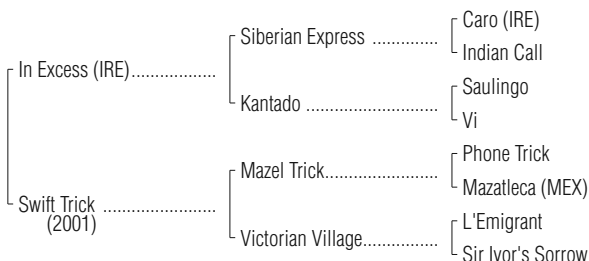 Caro (IRE)
Siberian Express ..............
Indian Call
In Excess (IRE)..................
Saulingo
Kantado ............................
Vi
Phone Trick
Mazel Trick........................
Mazatleca (MEX)
Swift Trick ........................
(2001)
L'Emigrant
Victorian Village................
Sir Ivor's Sorrow